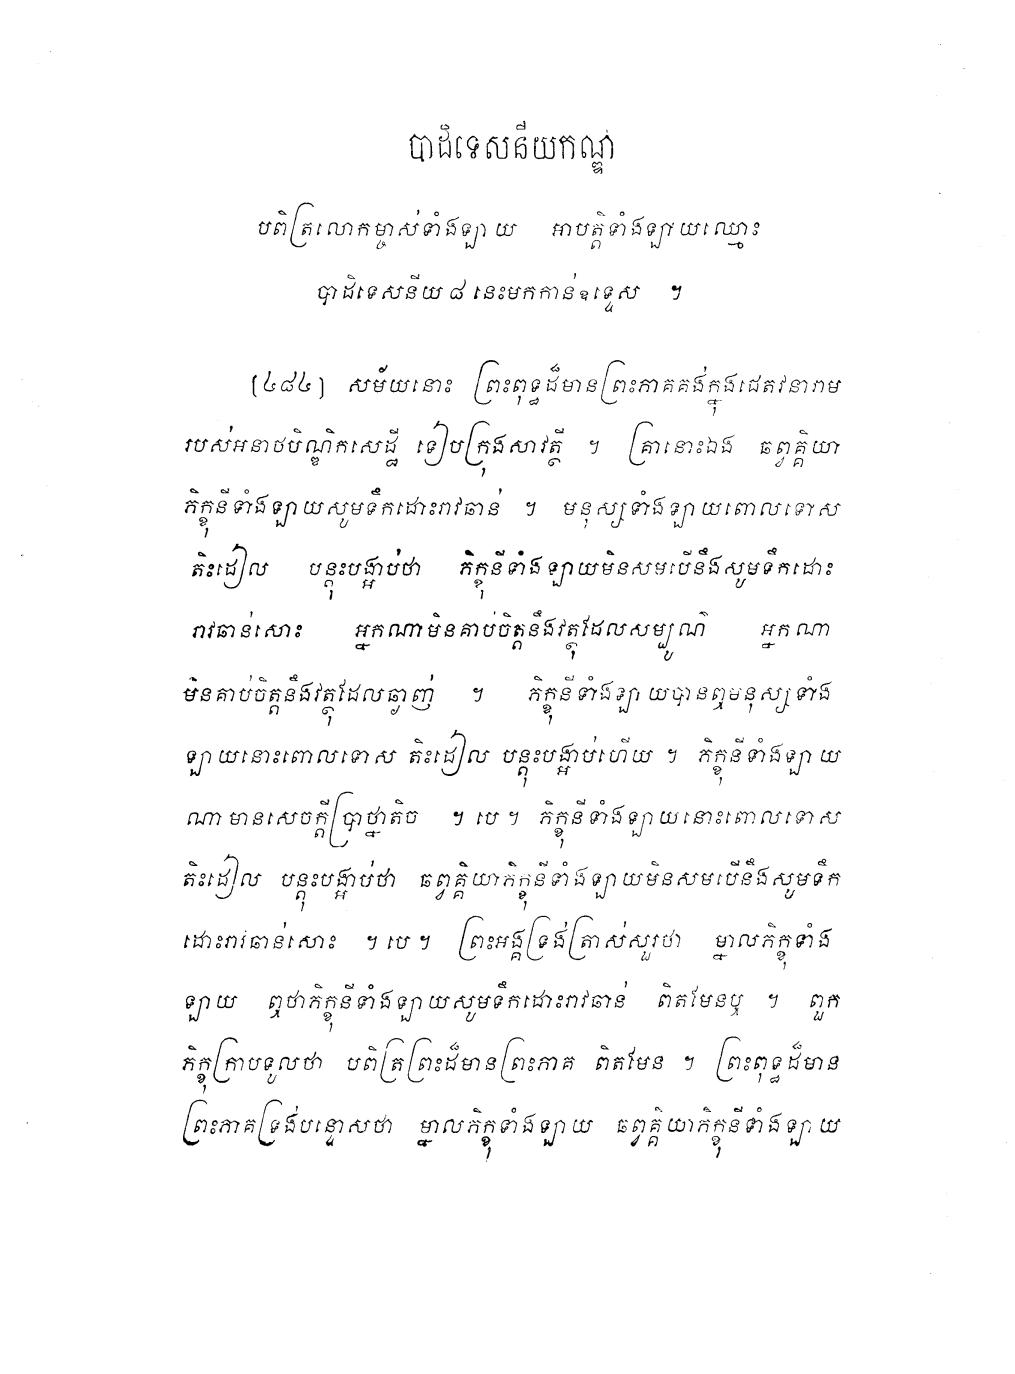 បាដិទេសនីយកណ្ឌ
បពិត្រលោកម្ចាស់ទាំងឡាយ អាបត្តិទាំងឡាយឈ្មោះ
បាដិទេសនីយ ៨ នេះមកកាន់ឧទ្ទេស ។
[៤៨៤] សម័យនោះ ព្រះពុទ្ធដ៏មានព្រះភាគគង់ក្នុងជេតវនារាម
របស់អនាថបិណ្ឌិកសេដ្ឋី ទៀបក្រុងសាវត្ថី ។ គ្រានោះឯង ឆព្វគ្គិយា
ភិក្ខុនីទាំងឡាយសូមទឹកដោះរាវឆាន់ ។ មនុស្សទាំងឡាយពោលទោស
តិះដៀល បន្តុះបង្អាប់ថា ភិក្ខុនីទាំងឡាយមិនសមបើនឹងសូមទឹកដោះ
រាវឆាន់សោះ អ្នកណាមិនគាប់ចិត្តនឹងវត្ថុដែលសម្បូណ៌ អ្នកណា
មិនគាប់ចិត្តនឹងវត្ថុដែលឆ្ងាញ់ ។ ភិក្ខុនីទាំងឡាយបានឮមនុស្សទាំង
ឡាយនោះពោលទោស តិះដៀល បន្តុះបង្អាប់ហើយ ។ ភិក្ខុនីទាំងឡាយ
ណាមានសេចក្តីប្រាថ្នាតិច ។ បេ ។ ភិក្ខុនីទាំងឡាយនោះពោលទោស
តិះដៀល បន្តុះបង្អាប់ថា ឆព្វគ្គិយាភិក្ខុនីទាំងឡាយមិនសមបើនឹងសូមទឹក
ដោះរាវឆាន់សោះ ។ បេ ។ ព្រះអង្គទ្រង់ត្រាស់សួរថា ម្នាលភិក្ខុទាំង
ឡាយ ឮថាភិក្ខុនីទាំងឡាយសូមទឹកដោះរាវឆាន់ ពិតមែនឬ ។ ពួក
ភិក្ខុក្រាបទូលថា បពិត្រព្រះដ៏មានព្រះភាគ ពិតមែន ។ ព្រះពុទ្ធដ៏មាន
ព្រះភាគទ្រង់បន្ទោសថា ម្នាលភិក្ខុទាំងឡាយ ឆព្វគ្គិយាភិក្ខុនីទាំងឡាយ